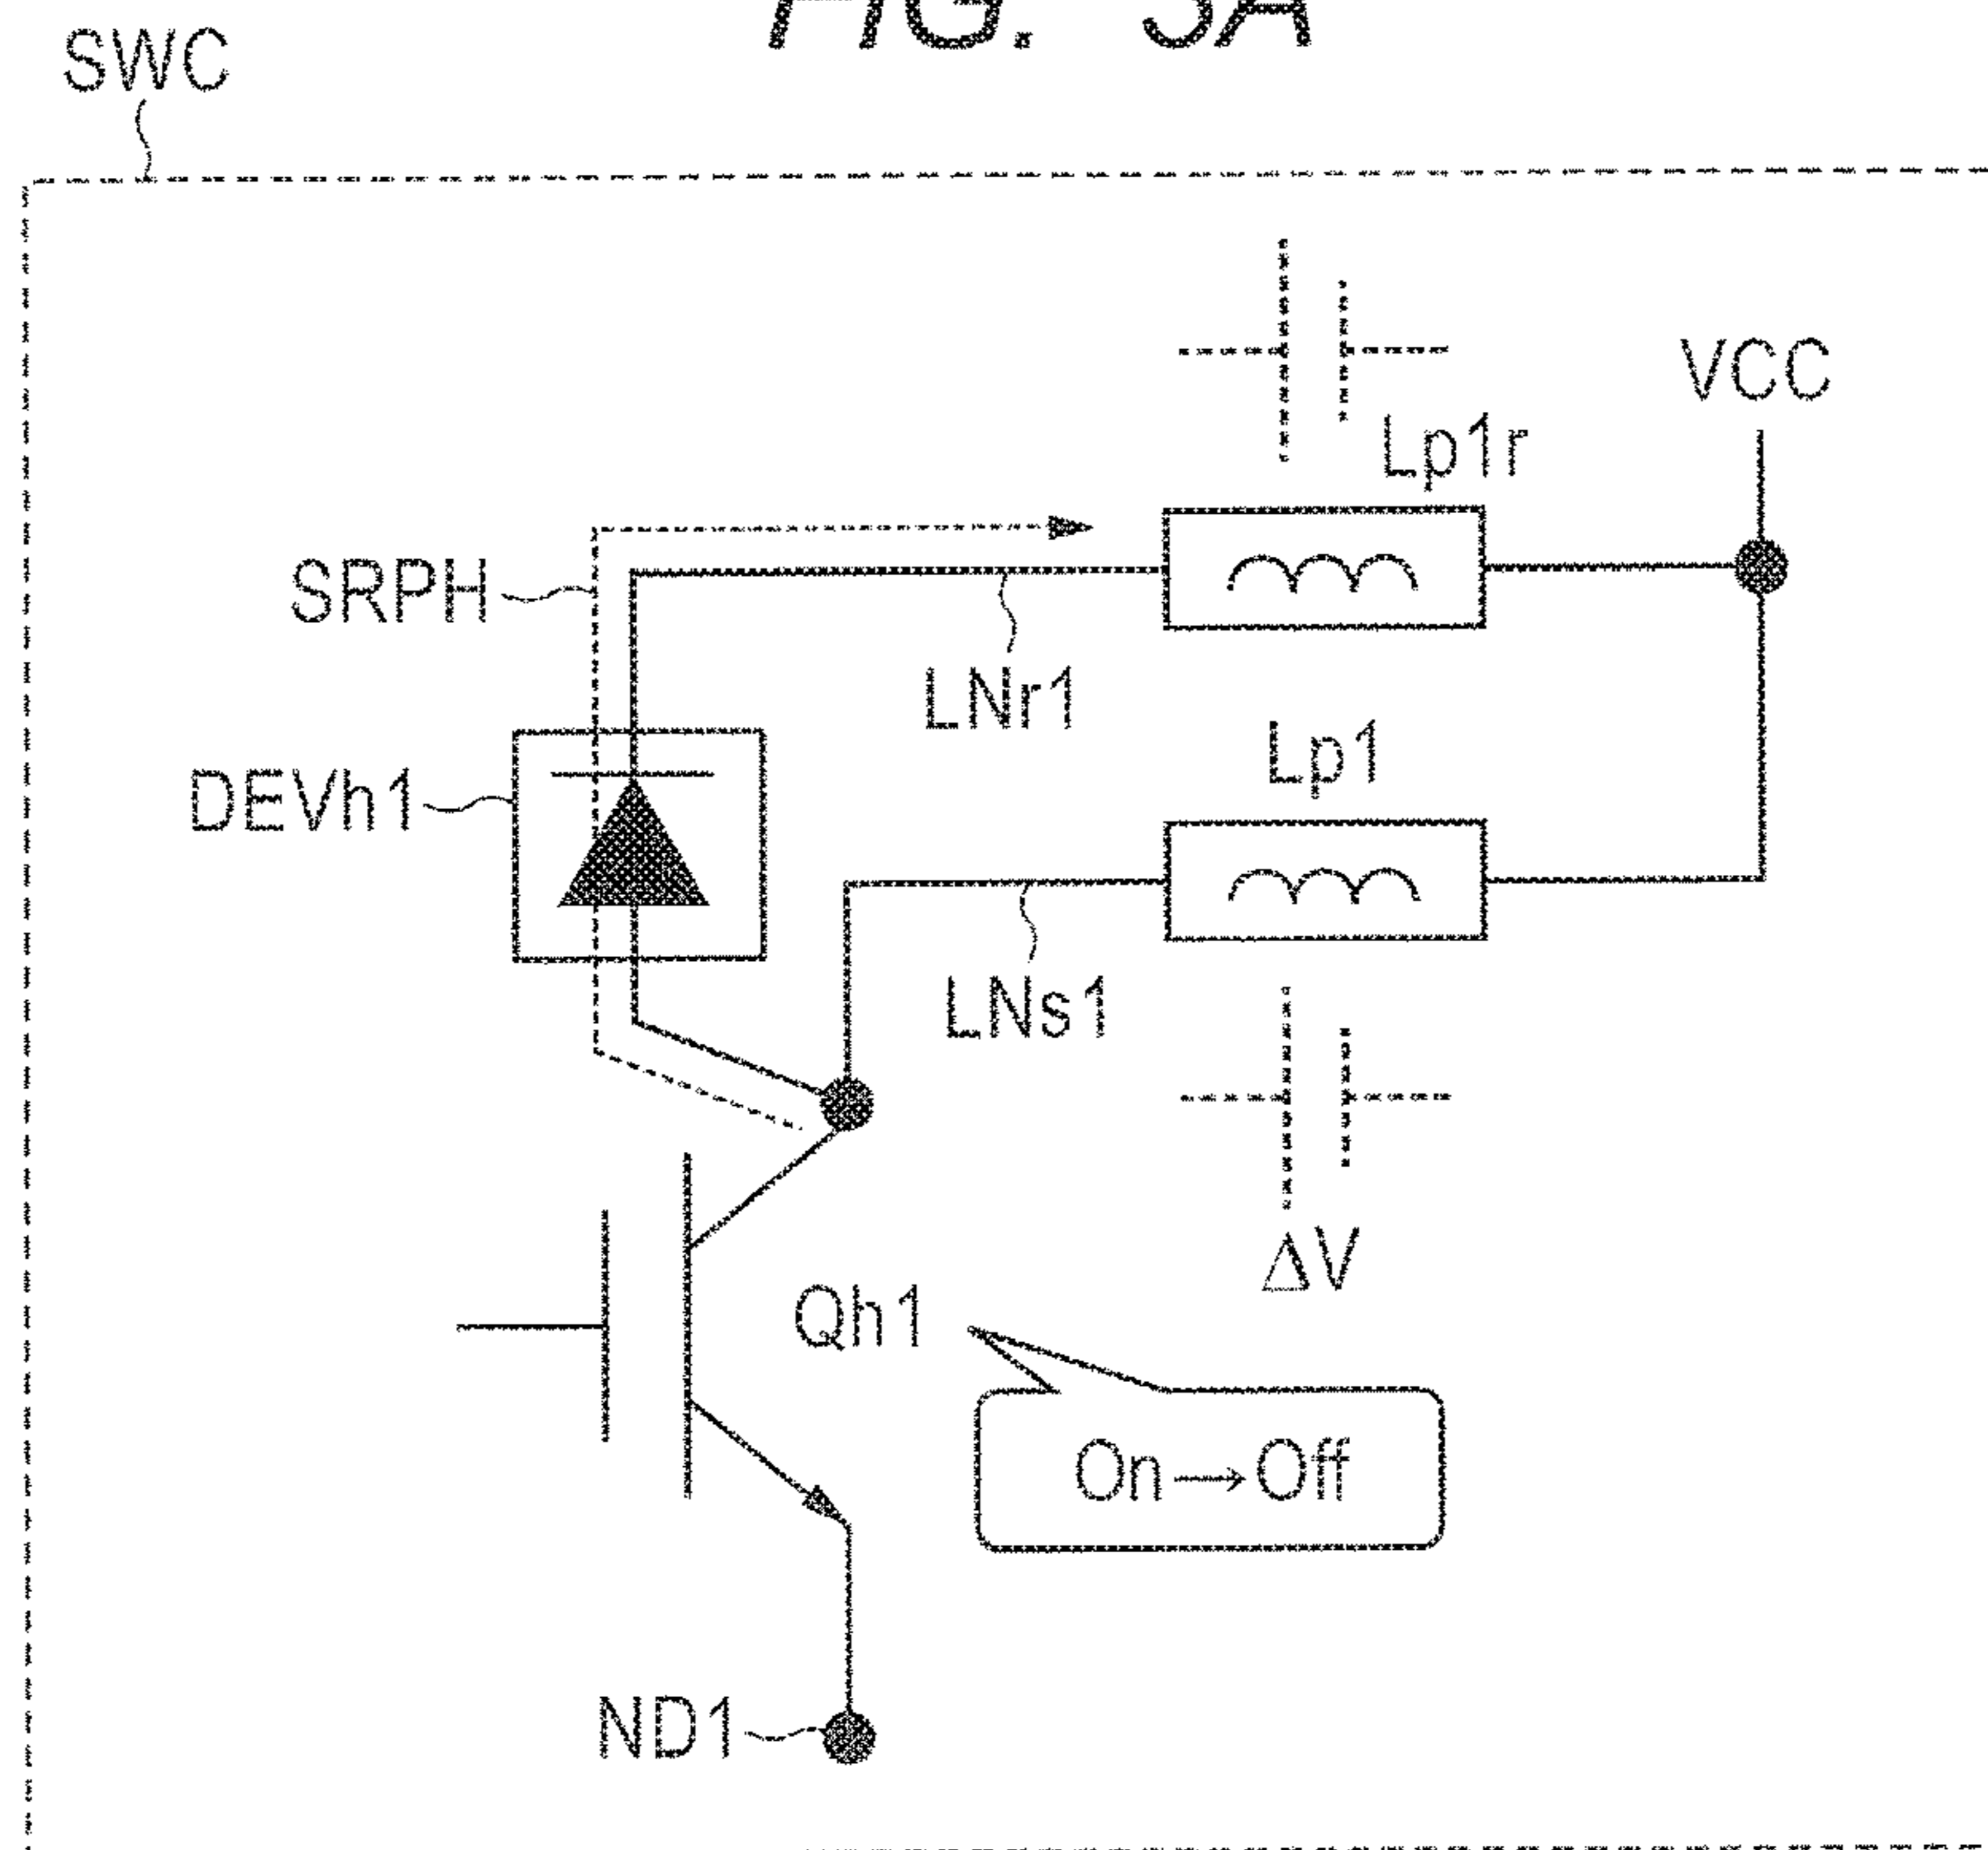 SWC
VCC
Lp1r
SRPH
LNr1
Lp1
DEVh1
LNs1
ΔV
Qh1
On→Off
ND1